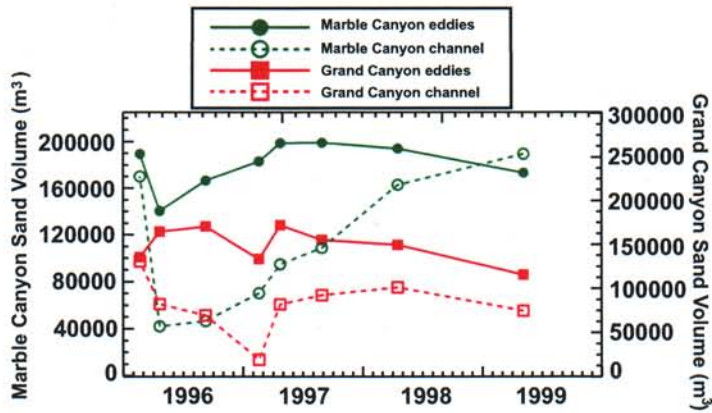 Marble Canyon eddies
Marble Canyon channel
Grand Canyon eddies
Grand Canyon channel
Marble Canyon Sand Volume (m³)
200000
160000
120000
80000
40000
0
300000
250000
200000
150000
100000
50000
0
Grand Canyon Sand Volume (m³)
1996
1997
1998
1999